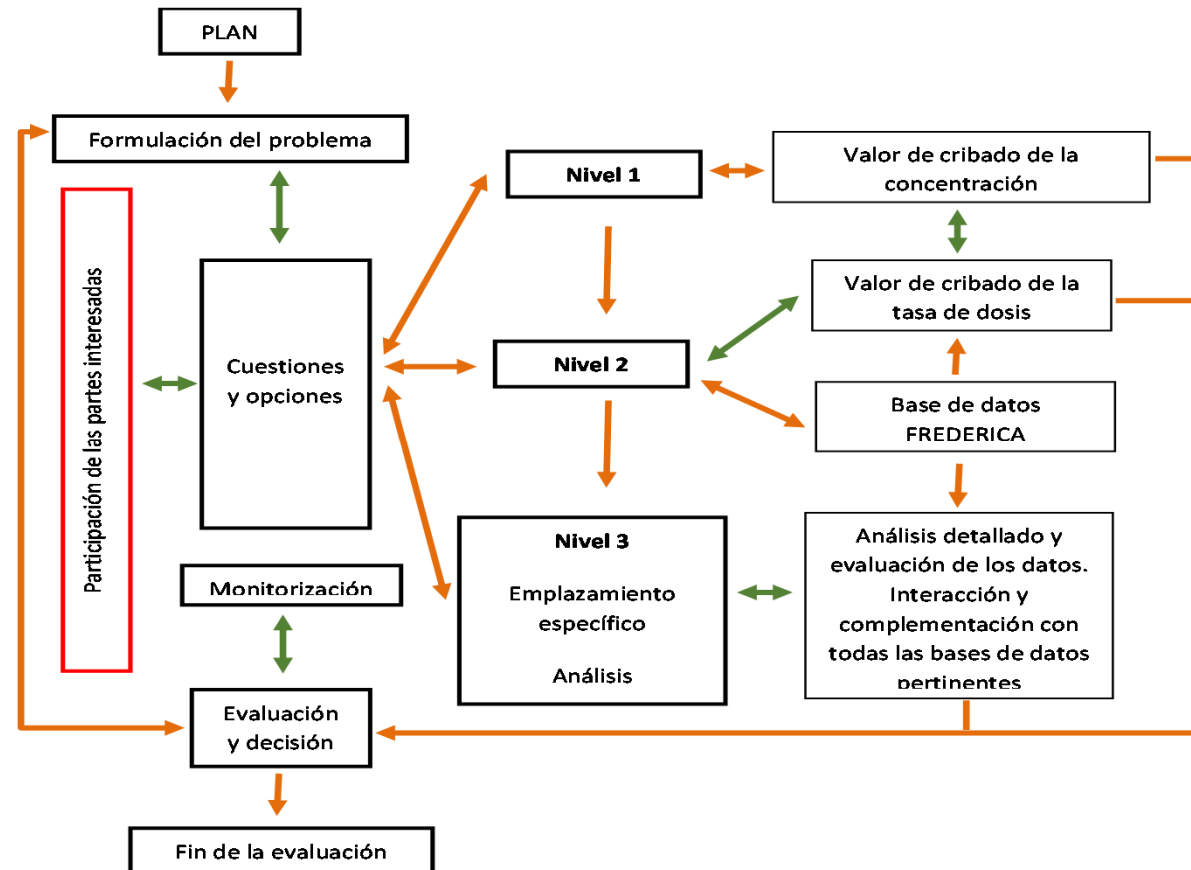 PLAN
Formulación del problema
Participación de las partes interesadas
Cuestiones
y opciones
Monitorización
Evaluación
y decisión
Fin de la evaluación
Nivel 1
Nivel 2
Nivel 3
Emplazamiento
específico
Análisis
Valor de cribado de la
concentración
Valor de cribado de la
tasa de dosis
Base de datos
FREDERICA
Análisis detallado y
evaluación de los datos.
Interacción y
complementación con
todas las bases de datos
pertinentes